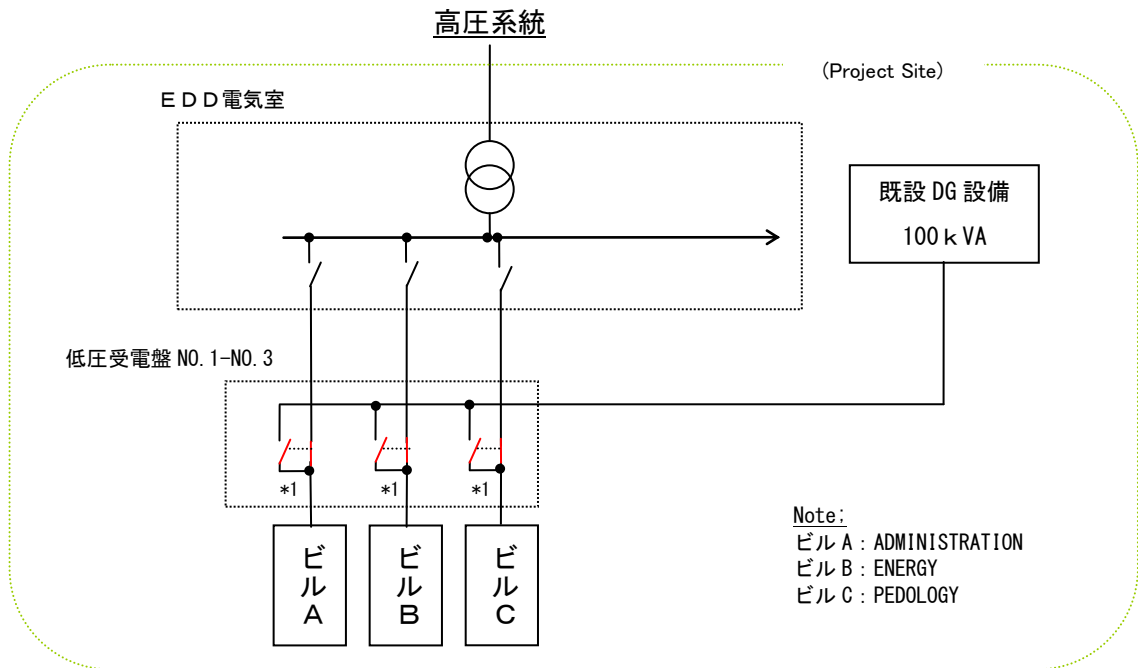 高圧系統
(Project Site)
ＥＤＤ電気室
既設 DG 設備
100ｋVA
低圧受電盤 NO.1-NO.3
*1
*1
*1
ビルＡ
ビルＢ
ビルＣ
Note;
ビル A : ADMINISTRATION
ビル B : ENERGY
ビル C : PEDOLOGY